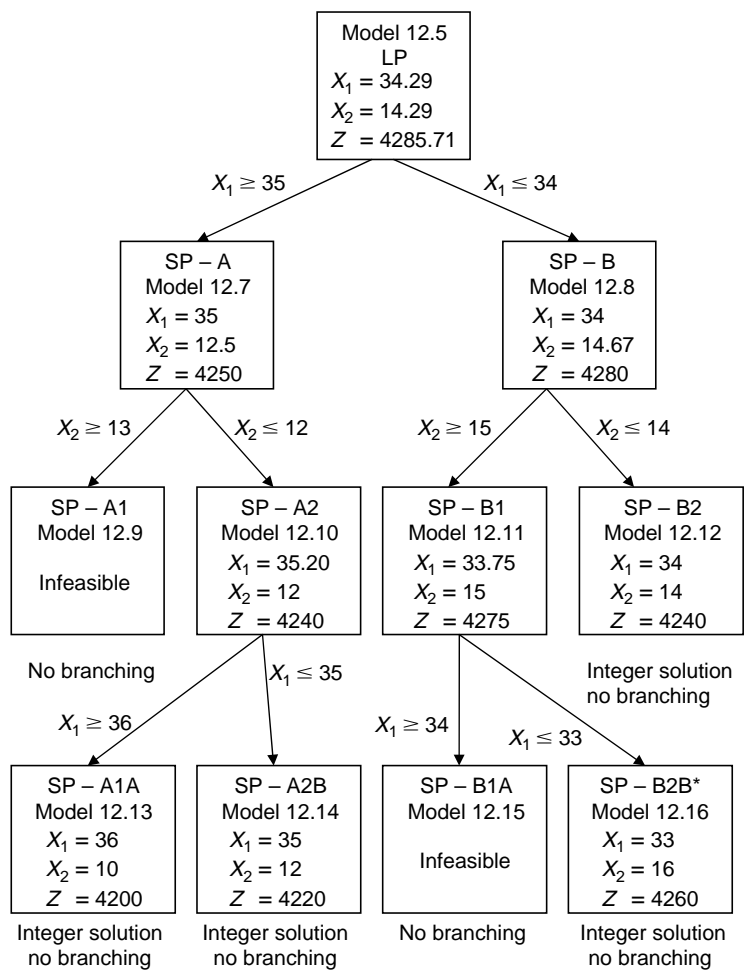 Model 12.5
LP
X₁ = 34.29
X₂ = 14.29
Z = 4285.71
X₁ ≥ 35
X₁ ≤ 34
SP – A
Model 12.7
X₁ = 35
X₂ = 12.5
Z = 4250
SP – B
Model 12.8
X₁ = 34
X₂ = 14.67
Z = 4280
X₂ ≥ 13
X₂ ≤ 12
X₂ ≥ 15
X₂ ≤ 14
SP – A1
Model 12.9
Infeasible
No branching
SP – A2
Model 12.10
X₁ = 35.20
X₂ = 12
Z = 4240
SP – B1
Model 12.11
X₁ = 33.75
X₂ = 15
Z = 4275
SP – B2
Model 12.12
X₁ = 34
X₂ = 14
Z = 4240
Integer solution
no branching
X₁ ≥ 36
X₁ ≤ 35
X₁ ≥ 34
X₁ ≤ 33
SP – A1A
Model 12.13
X₁ = 36
X₂ = 10
Z = 4200
Integer solution
no branching
SP – A2B
Model 12.14
X₁ = 35
X₂ = 12
Z = 4220
Integer solution
no branching
SP – B1A
Model 12.15
Infeasible
No branching
SP – B2B*
Model 12.16
X₁ = 33
X₂ = 16
Z = 4260
Integer solution
no branching